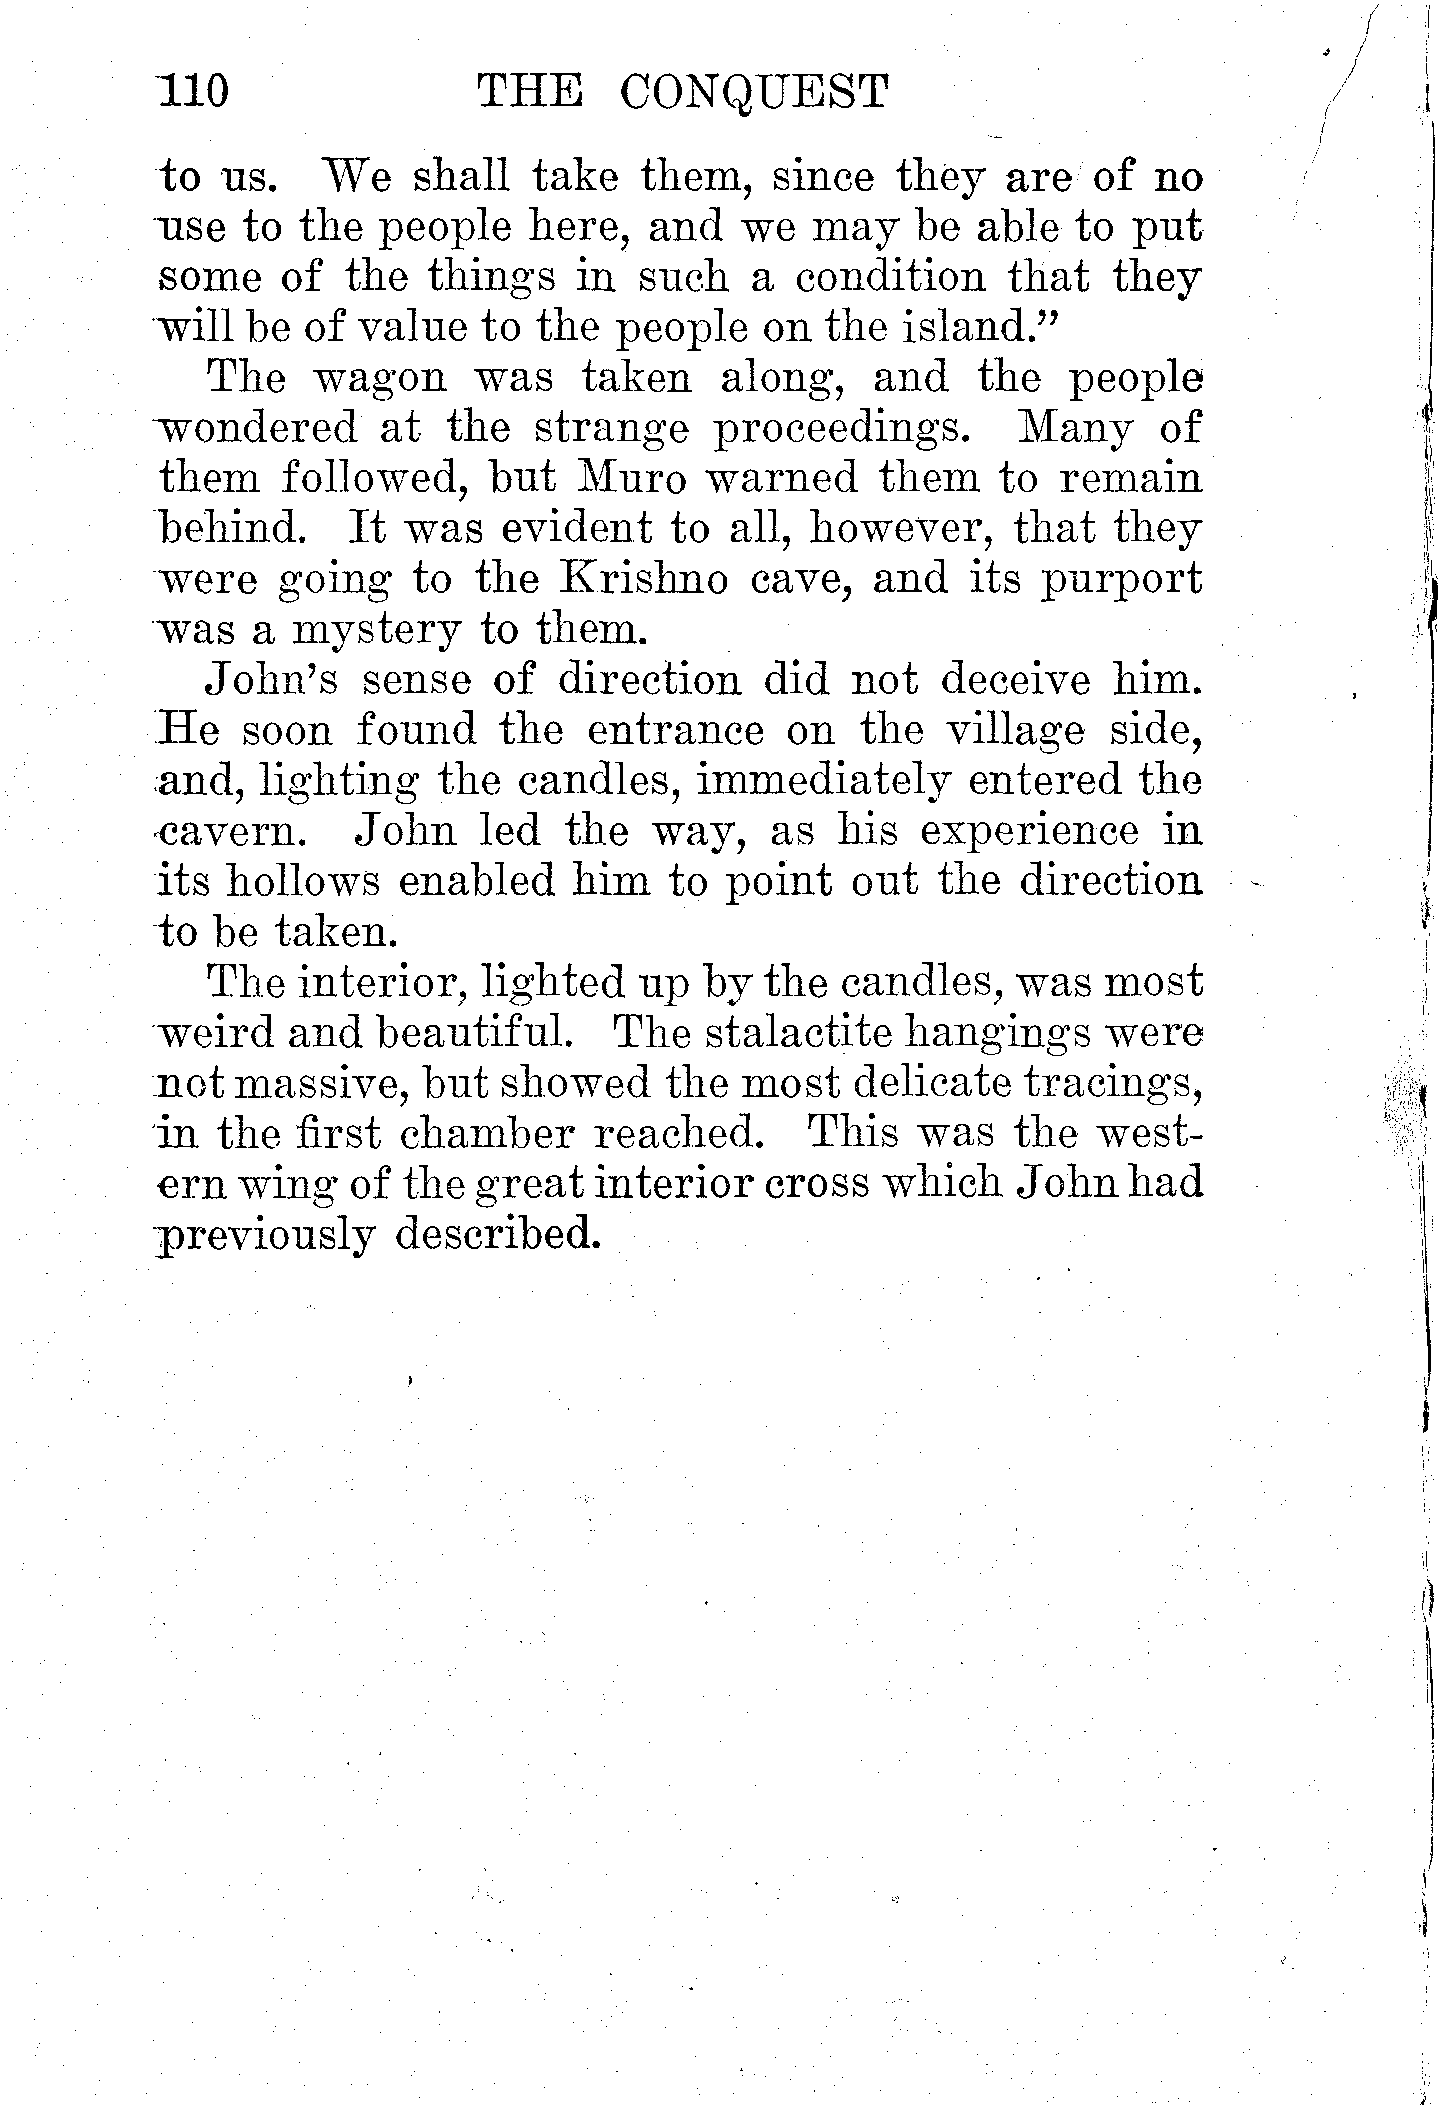 110 THE CONQUEST
to us. We shall take them, since they are of no
use to the people here, and we may be able to put
some of the things in such a condition that they
will be of value to the people on the island.”
The wagon was taken along, and the people
wondered at the strange proceedings. Many of
them followed, but Muro warned them to remain
behind. It was evident to all, however, that they
were going to the Krishno cave, and its purport
was a mystery to them.
John’s sense of direction did not deceive him.
He soon found the entrance on the village side,
and, lighting the candles, immediately entered the
cavern. John led the way, as his experience in
its hollows enabled him to point out the direction
to be taken.
The interior, lighted up by the candles, was most
weird and beautiful. The stalactite hangings were
not massive, but showed the most delicate tracings,
in the first chamber reached. This was the west-
ern wing of the great interior cross which John had
previously described.